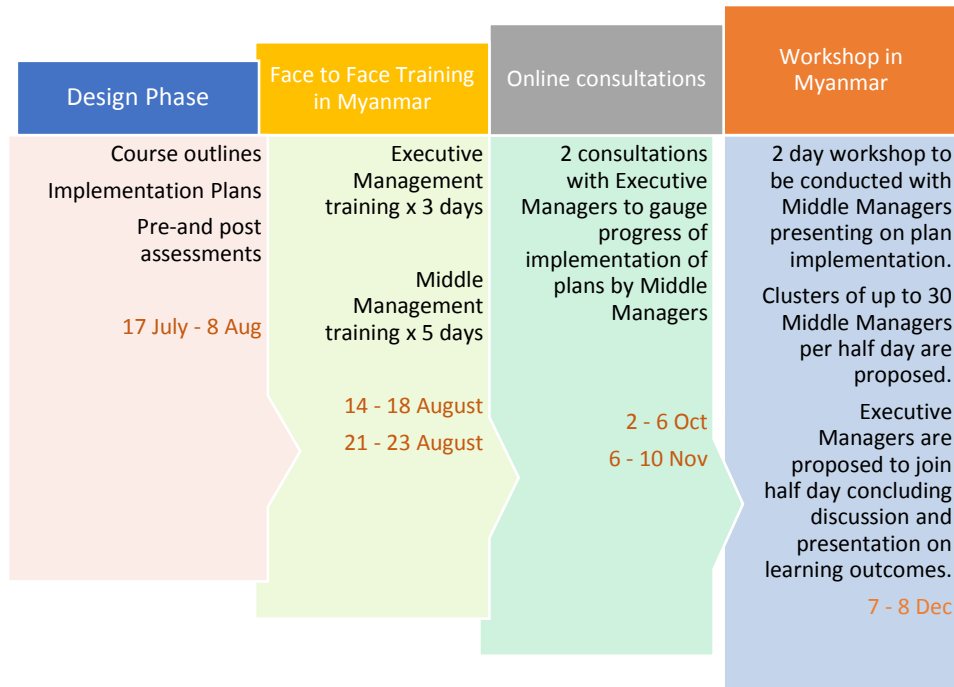 Design Phase
Course outlines
Implementation Plans
Pre-and post
assessments
17 July - 8 Aug
Face to Face Training
in Myanmar
Executive
Management
training x 3 days
Middle
Management
training x 5 days
14 - 18 August
21 - 23 August
Online consultations
2 consultations
with Executive
Managers to gauge
progress of
implementation of
plans by Middle
Managers
2 - 6 Oct
6 - 10 Nov
Workshop in
Myanmar
2 day workshop to
be conducted with
Middle Managers
presenting on plan
implementation.
Clusters of up to 30
Middle Managers
per half day are
proposed.
Executive
Managers are
proposed to join
half day concluding
discussion and
presentation on
learning outcomes.
7 - 8 Dec